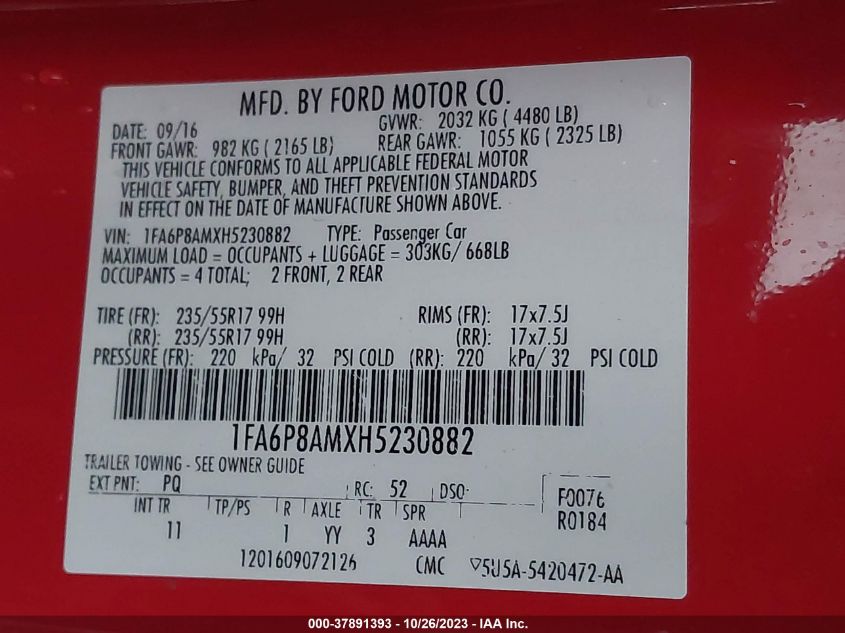 MFD. BY FORD MOTOR CO.
DATE: 09/16 GVWR: 2032 KG ( 4480 LB)
FRONT GAWR: 982 KG ( 2165 LB) REAR GAWR: 1055 KG ( 2325 LB)
THIS VEHICLE CONFORMS TO ALL APPLICABLE FEDERAL MOTOR
VEHICLE SAFETY, BUMPER, AND THEFT PREVENTION STANDARDS
IN EFFECT ON THE DATE OF MANUFACTURE SHOWN ABOVE.
VIN: 1FA6P8AMXH5230882 TYPE: Passenger Car
MAXIMUM LOAD = OCCUPANTS + LUGGAGE = 303KG/ 668LB
OCCUPANTS = 4 TOTAL; 2 FRONT, 2 REAR
TIRE (FR): 235/55R17 99H RIMS (FR): 17x7.5J
(RR): 235/55R17 99H (RR): 17x7.5J
PRESSURE (FR): 220 kPa/ 32 PSI COLD (RR): 220 kPa/ 32 PSI COLD
1FA6P8AMXH5230882
TRAILER TOWING - SEE OWNER GUIDE
EXT PNT: PQ RC: 52 DSO: F0076
INT TR TP/PS R AXLE TR SPR R0184
11 1 YY 3 AAAA
1201609072126 CMC 5U5A-5420472-AA
000-37891393 - 10/26/2023 - IAA Inc.